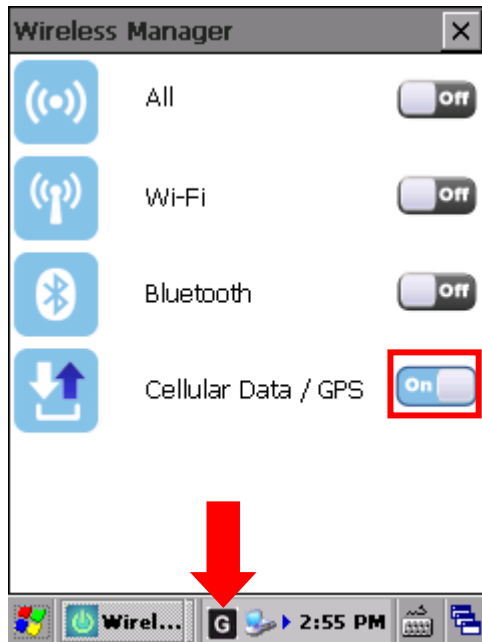 Wireless Manager
All Off
Wi-Fi Off
Bluetooth Off
Cellular Data / GPS On
Wirel... G 2:55 PM